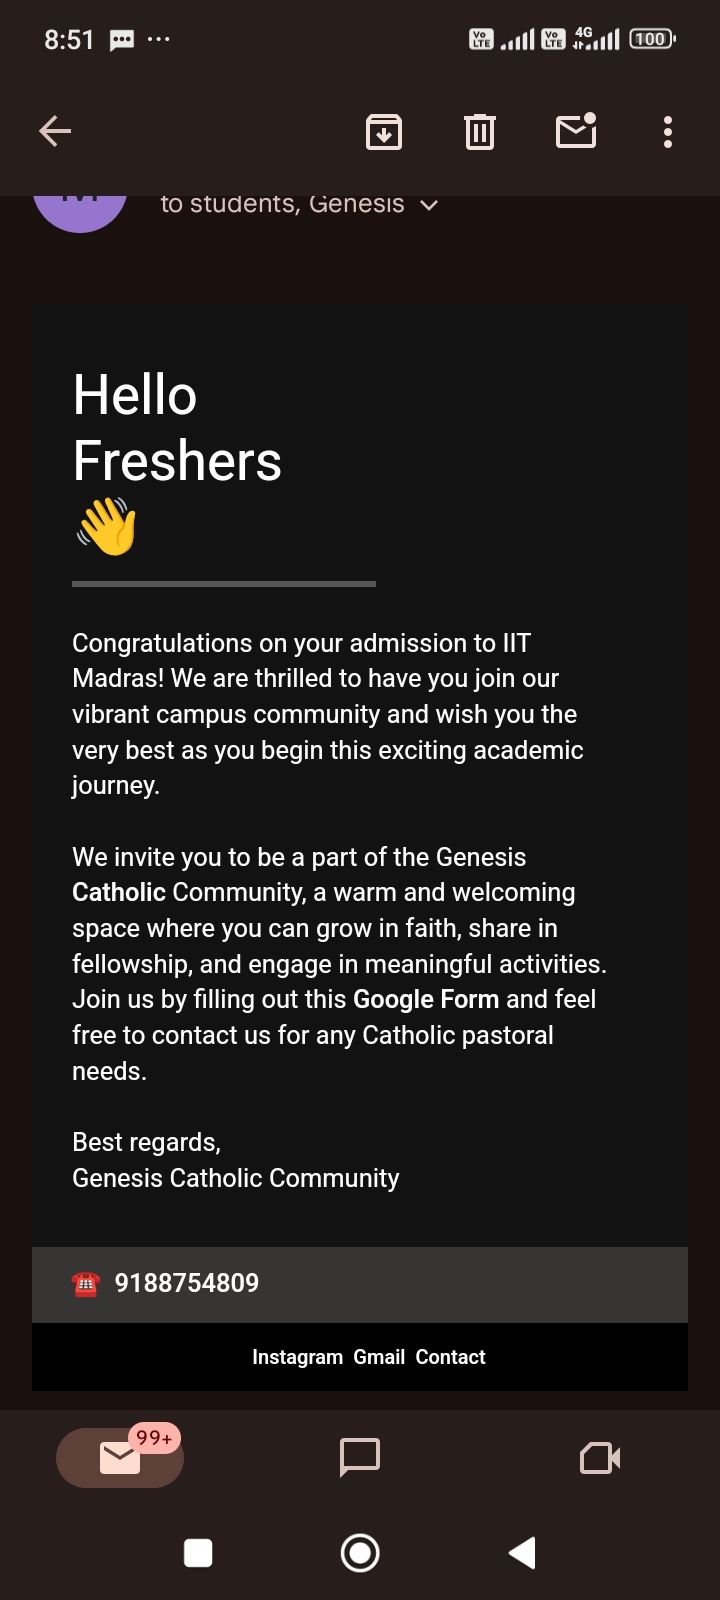 8:51
Vo LTE Vo LTE 4G 100
to students, Genesis
Hello
Freshers
👋
Congratulations on your admission to IIT
Madras! We are thrilled to have you join our
vibrant campus community and wish you the
very best as you begin this exciting academic
journey.
We invite you to be a part of the Genesis
Catholic Community, a warm and welcoming
space where you can grow in faith, share in
fellowship, and engage in meaningful activities.
Join us by filling out this Google Form and feel
free to contact us for any Catholic pastoral
needs.
Best regards,
Genesis Catholic Community
☎️ 9188754809
Instagram Gmail Contact
99+